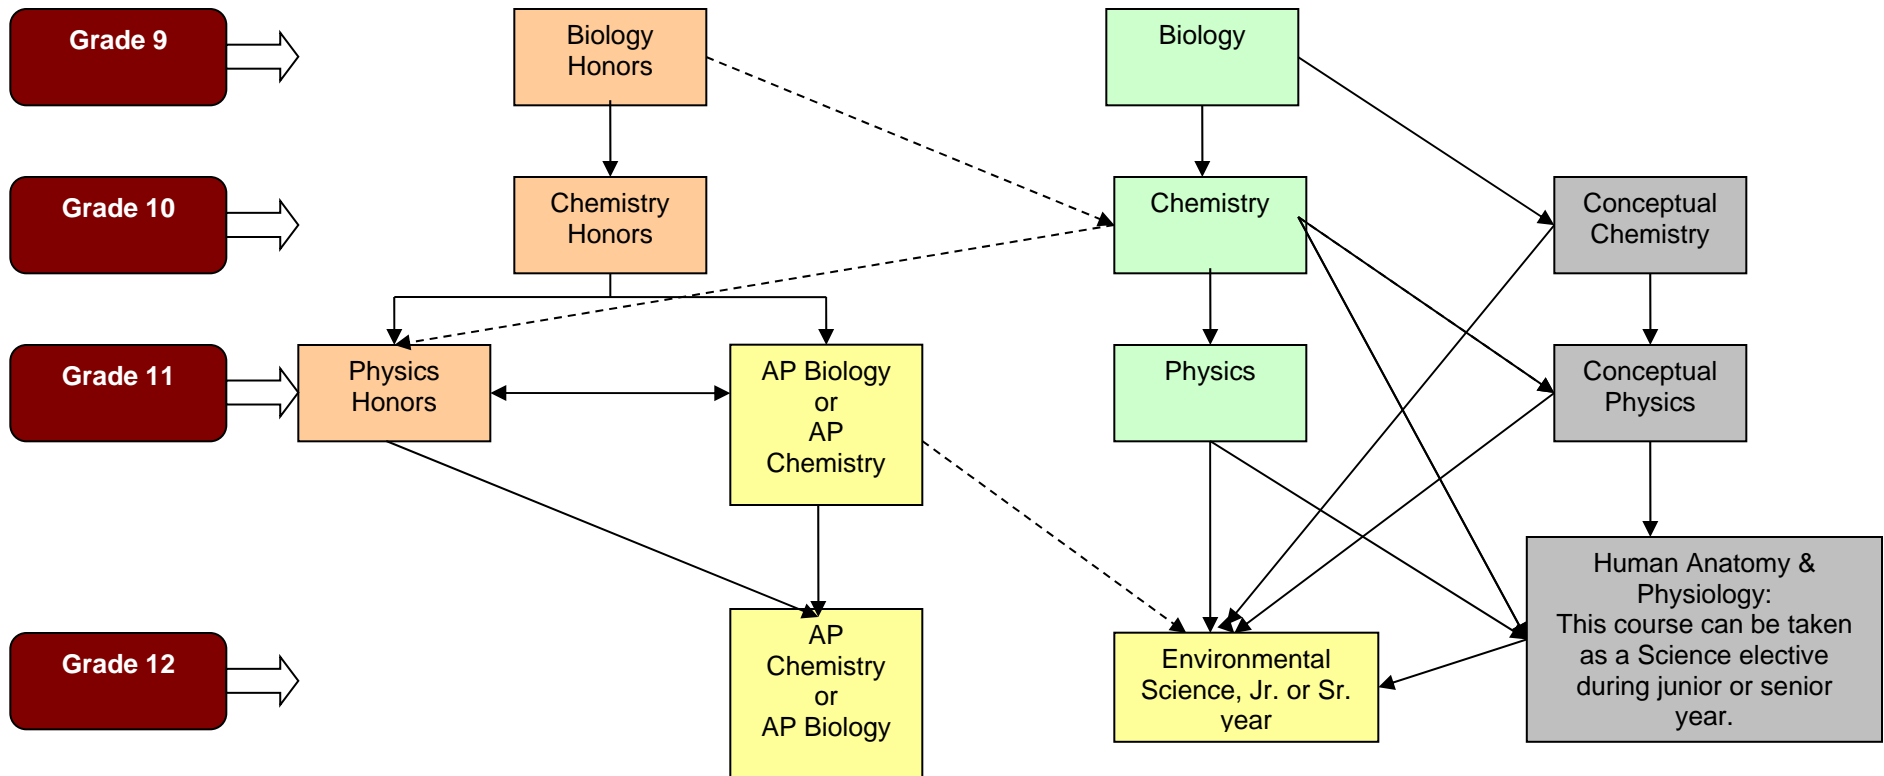 Grade 9
Biology
Honors
Biology
Grade 10
Chemistry
Honors
Chemistry
Conceptual
Chemistry
Grade 11
Physics
Honors
AP Biology
or
AP
Chemistry
Physics
Conceptual
Physics
Grade 12
AP
Chemistry
or
AP Biology
Environmental
Science, Jr. or Sr.
year
Human Anatomy &
Physiology:
This course can be taken
as a Science elective
during junior or senior
year.